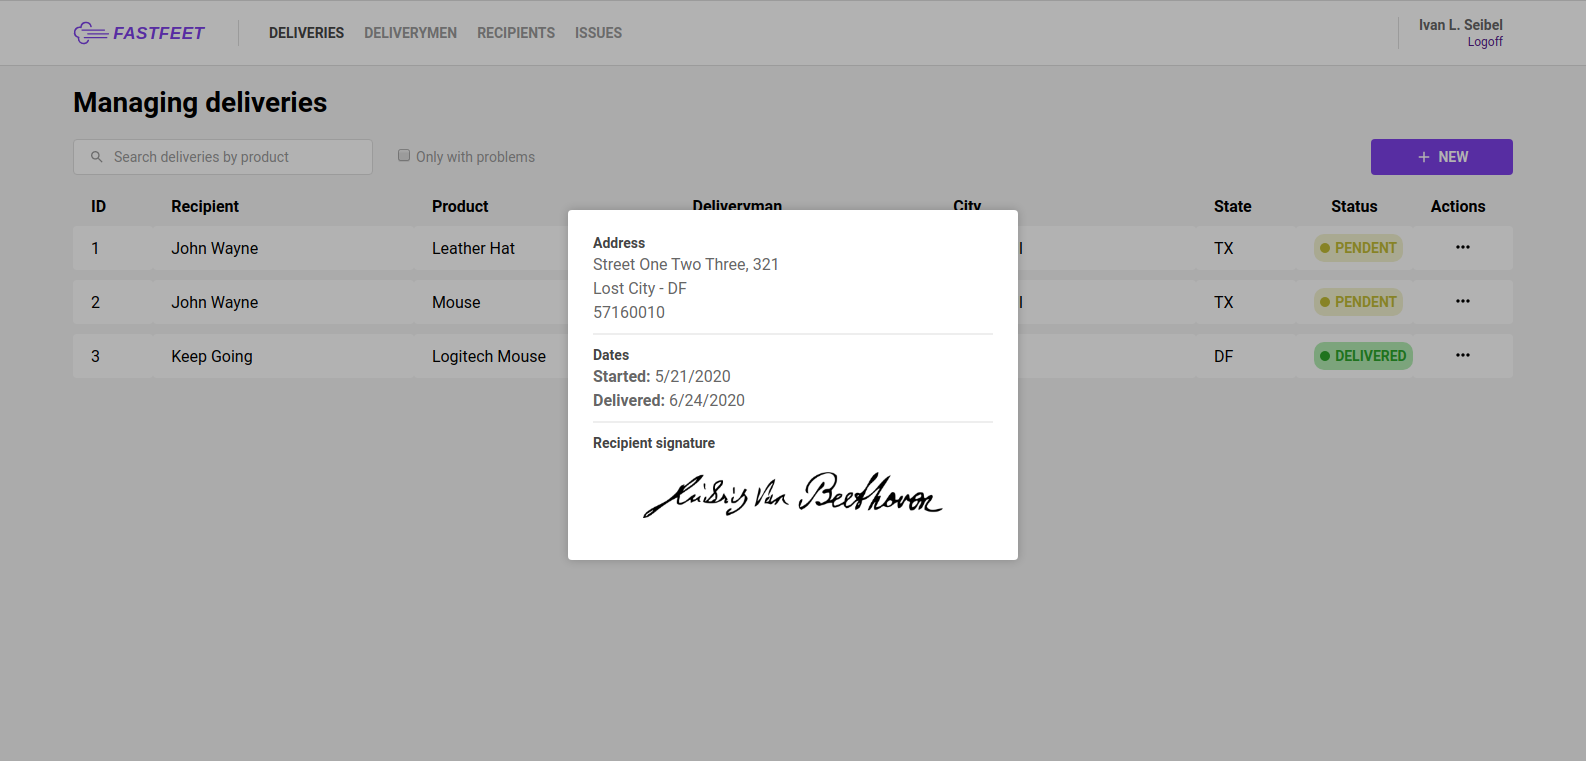 FASTFEET
DELIVERIES DELIVERYMEN RECIPIENTS ISSUES
Ivan L. Seibel
Logoff
Managing deliveries
Search deliveries by product
Only with problems
+ NEW
ID Recipient Product Deliveryman City State Status Actions
1 John Wayne Leather Hat l TX PENDENT ...
2 John Wayne Mouse l TX PENDENT ...
3 Keep Going Logitech Mouse DF DELIVERED ...
Address
Street One Two Three, 321
Lost City - DF
57160010
Dates
Started: 5/21/2020
Delivered: 6/24/2020
Recipient signature
Van Beethoven